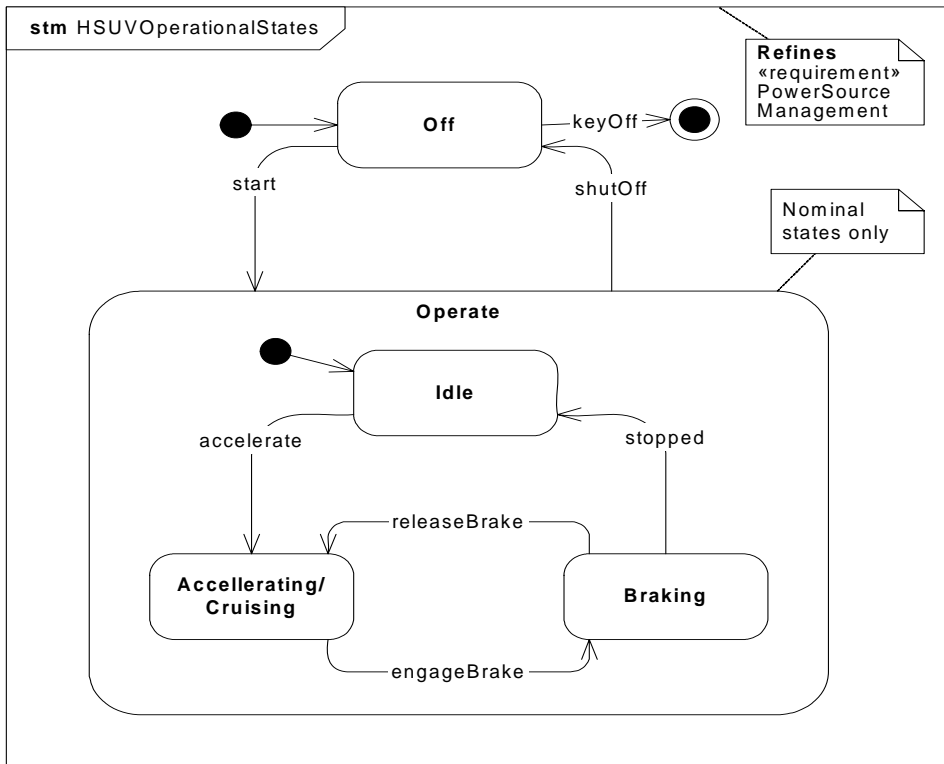 stm HSUVOperationalStates
Refines
«requirement»
PowerSource
Management
Off
keyOff
start
shutOff
Nominal
states only
Operate
Idle
accelerate
stopped
releaseBrake
Accellerating/
Cruising
Braking
engageBrake